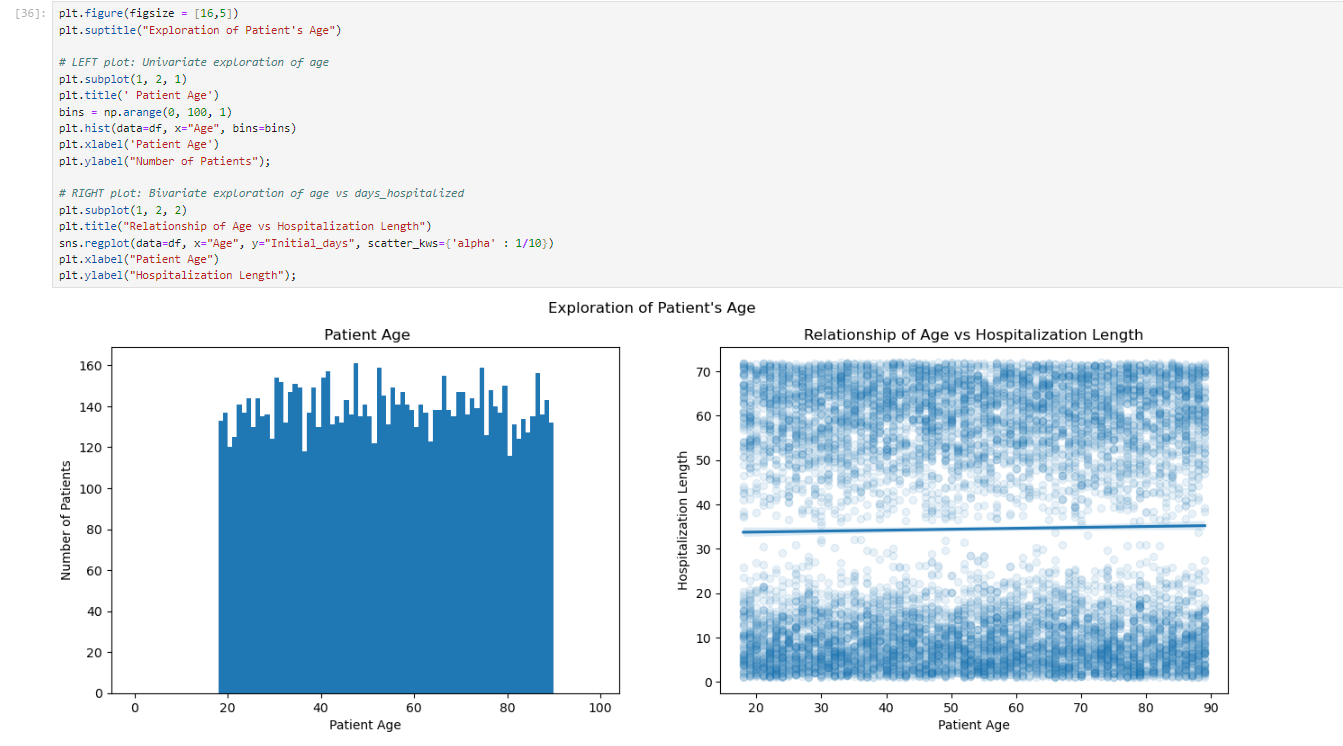 [36]:
plt.figure(figsize = [16,5])
plt.suptitle("Exploration of Patient's Age")
# LEFT plot: Univariate exploration of age
plt.subplot(1, 2, 1)
plt.title(' Patient Age')
bins = np.arange(0, 100, 1)
plt.hist(data=df, x="Age", bins=bins)
plt.xlabel('Patient Age')
plt.ylabel("Number of Patients");
# RIGHT plot: Bivariate exploration of age vs days_hospitalized
plt.subplot(1, 2, 2)
plt.title("Relationship of Age vs Hospitalization Length")
sns.regplot(data=df, x="Age", y="Initial_days", scatter_kws={'alpha' : 1/10})
plt.xlabel("Patient Age")
plt.ylabel("Hospitalization Length");
Exploration of Patient's Age
Patient Age
160
140
120
100
80
60
40
20
0
Number of Patients
0 20 40 60 80 100
Patient Age
Relationship of Age vs Hospitalization Length
70
60
50
40
30
20
10
0
Hospitalization Length
20 30 40 50 60 70 80 90
Patient Age